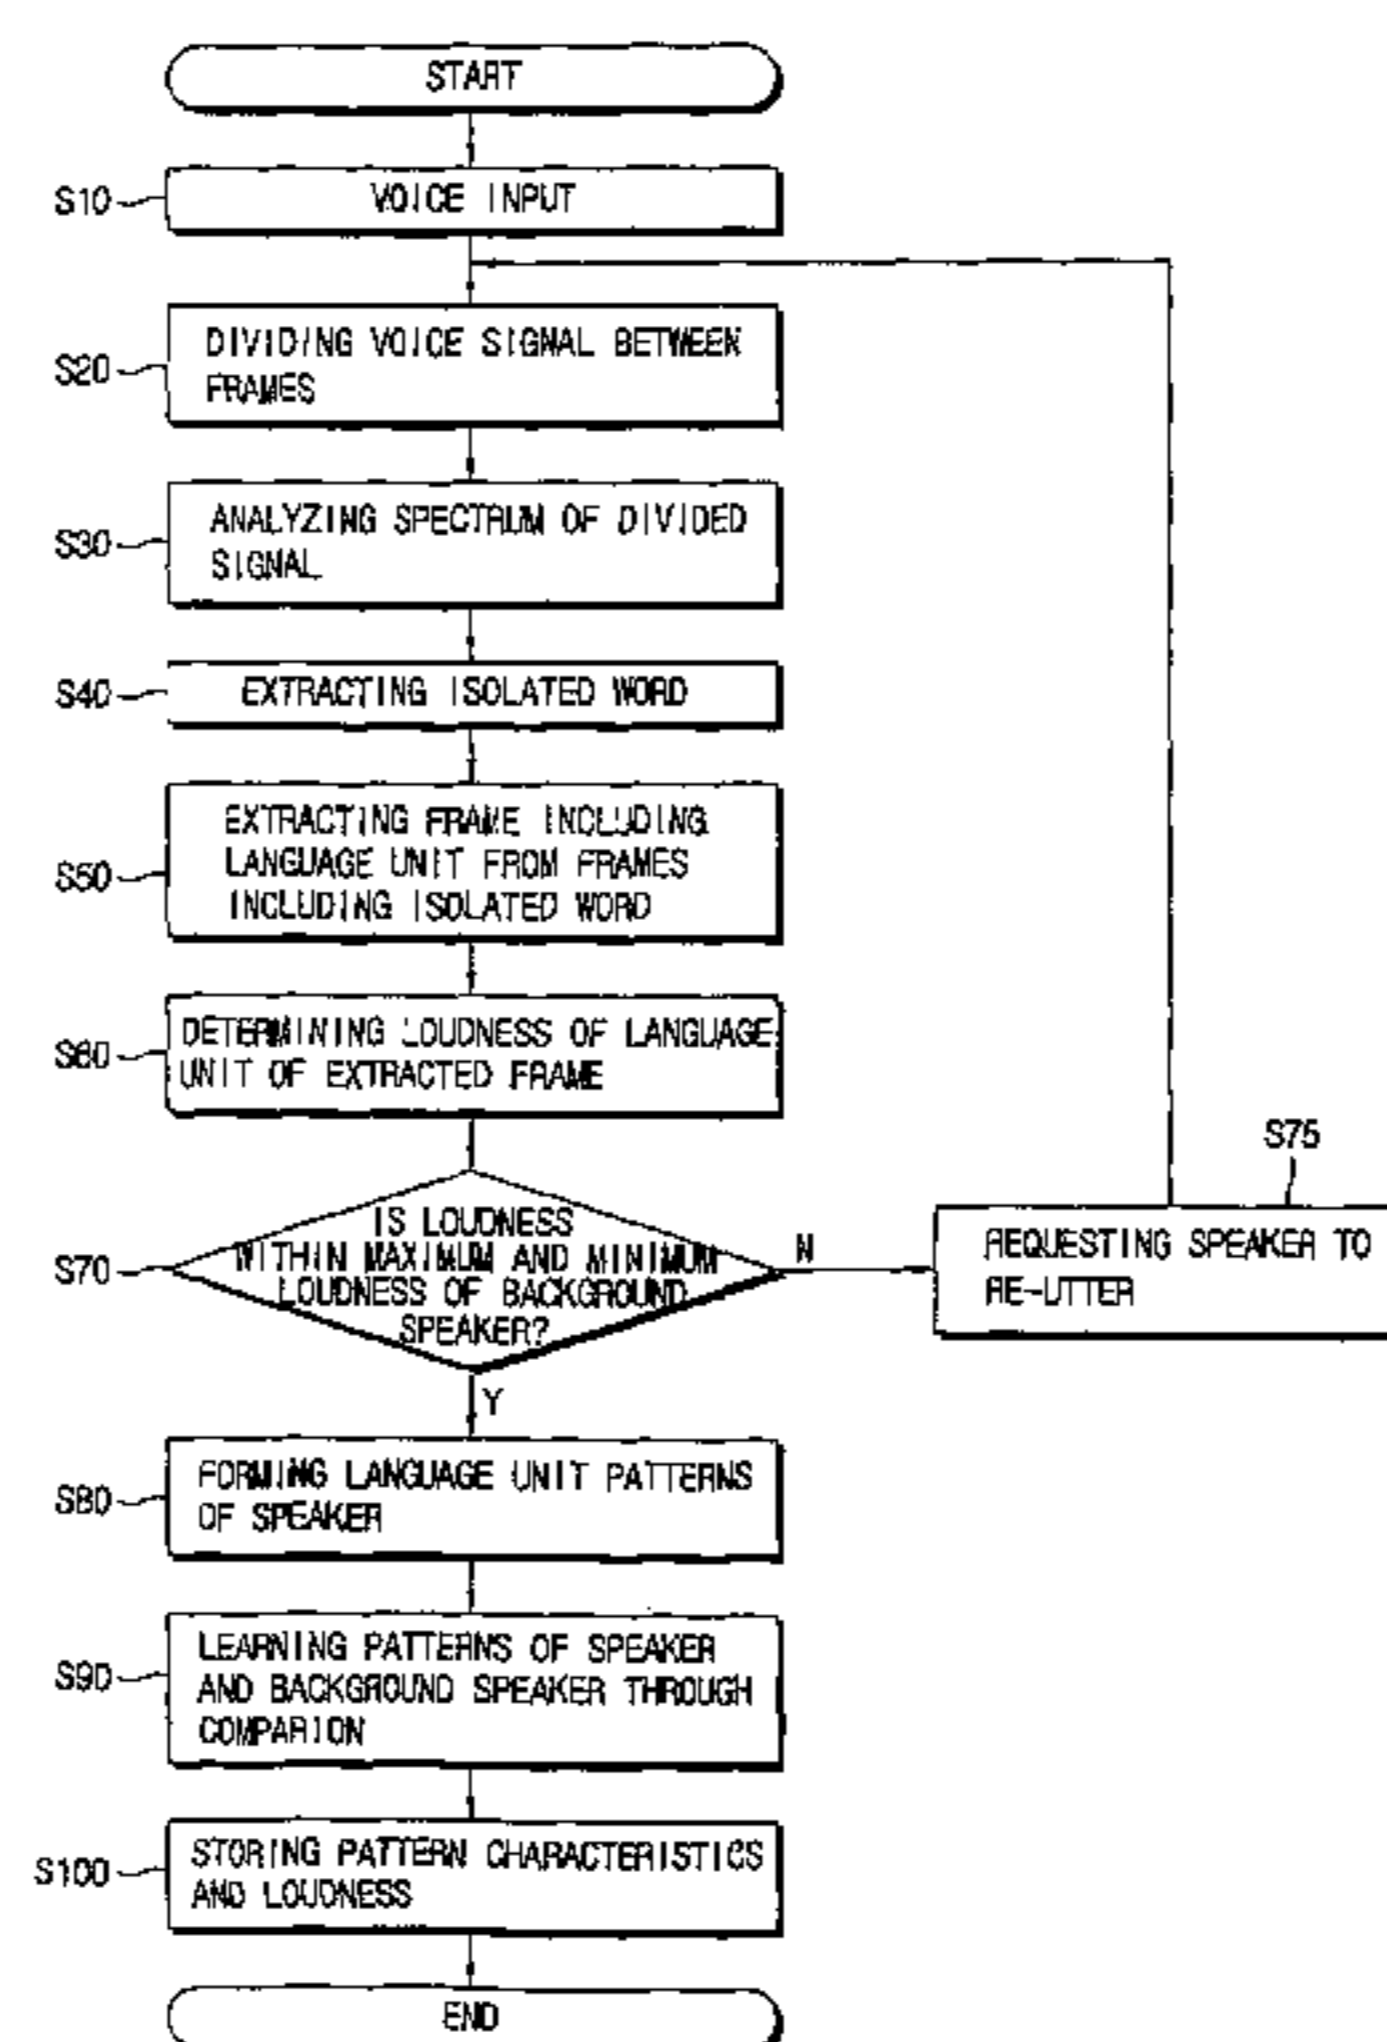 START
S10
VOICE INPUT
S20
DIVIDING VOICE SIGNAL BETWEEN
FRAMES
S30
ANALYZING SPECTRUM OF DIVIDED
SIGNAL
S40
EXTRACTING ISOLATED WORD
S50
EXTRACTING FRAME INCLUDING
LANGUAGE UNIT FROM FRAMES
INCLUDING ISOLATED WORD
S60
DETERMINING LOUDNESS OF LANGUAGE
UNIT OF EXTRACTED FRAME
S70
IS LOUDNESS
WITHIN MAXIMUM AND MINIMUM
LOUDNESS OF BACKGROUND
SPEAKER?
N
S75
REQUESTING SPEAKER TO
RE-UTTER
Y
S80
FORMING LANGUAGE UNIT PATTERNS
OF SPEAKER
S90
LEARNING PATTERNS OF SPEAKER
AND BACKGROUND SPEAKER THROUGH
COMPARION
S100
STORING PATTERN CHARACTERISTICS
AND LOUDNESS
END